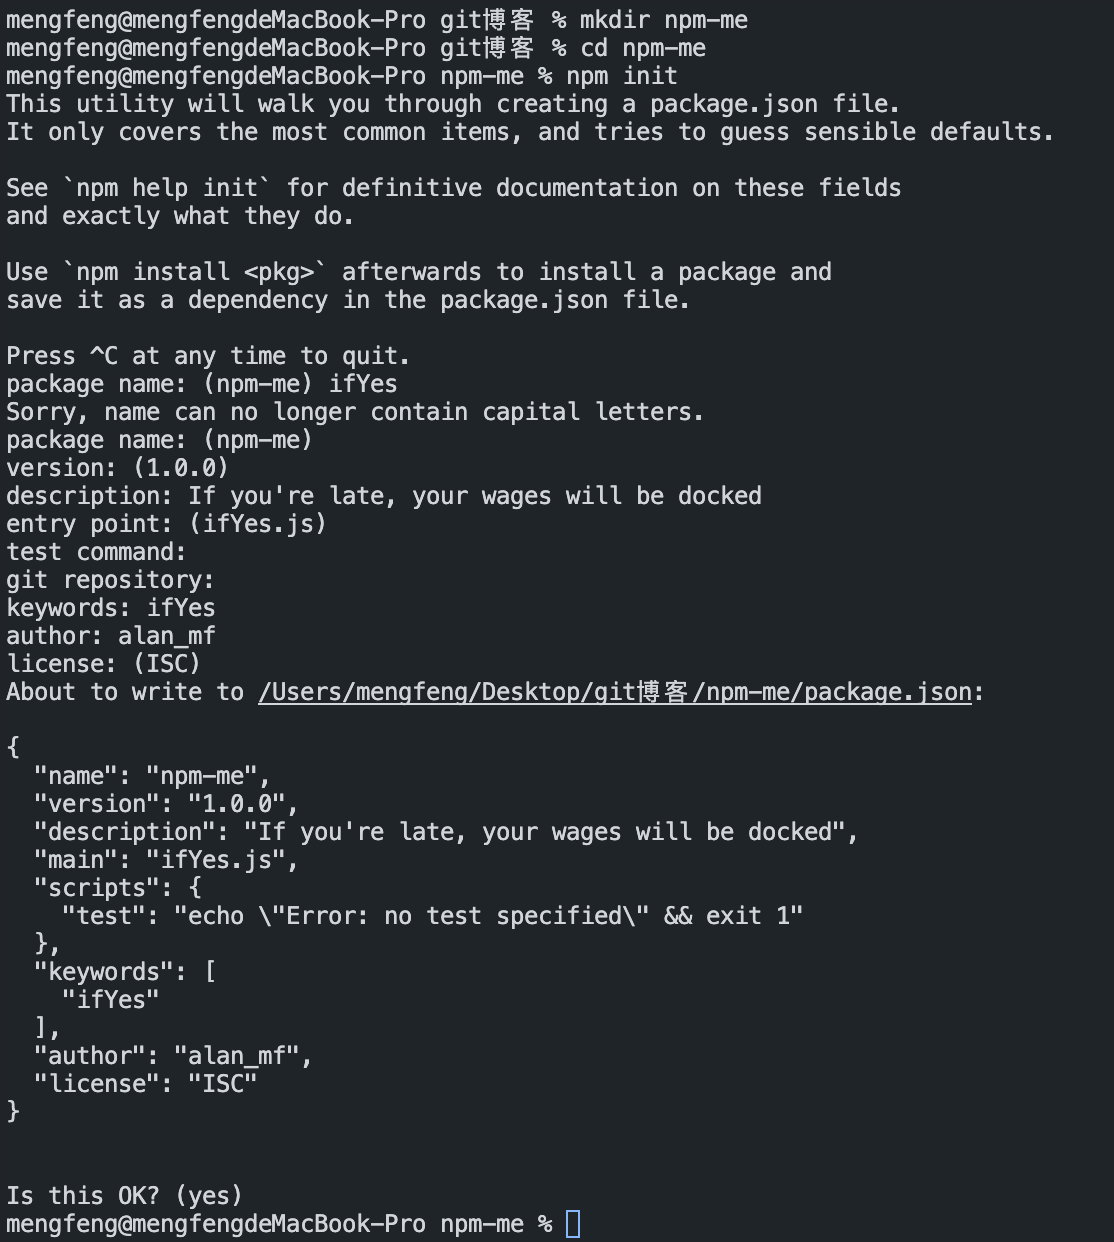 mengfeng@mengfengdeMacBook-Pro git博客 % mkdir npm-me
mengfeng@mengfengdeMacBook-Pro git博客 % cd npm-me
mengfeng@mengfengdeMacBook-Pro npm-me % npm init
This utility will walk you through creating a package.json file.
It only covers the most common items, and tries to guess sensible defaults.

See `npm help init` for definitive documentation on these fields
and exactly what they do.

Use `npm install <pkg>` afterwards to install a package and
save it as a dependency in the package.json file.

Press ^C at any time to quit.
package name: (npm-me) ifYes
Sorry, name can no longer contain capital letters.
package name: (npm-me)
version: (1.0.0)
description: If you're late, your wages will be docked
entry point: (ifYes.js)
test command:
git repository:
keywords: ifYes
author: alan_mf
license: (ISC)
About to write to /Users/mengfeng/Desktop/git博客/npm-me/package.json:

{
  "name": "npm-me",
  "version": "1.0.0",
  "description": "If you're late, your wages will be docked",
  "main": "ifYes.js",
  "scripts": {
    "test": "echo \"Error: no test specified\" && exit 1"
  },
  "keywords": [
    "ifYes"
  ],
  "author": "alan_mf",
  "license": "ISC"
}

Is this OK? (yes)
mengfeng@mengfengdeMacBook-Pro npm-me %